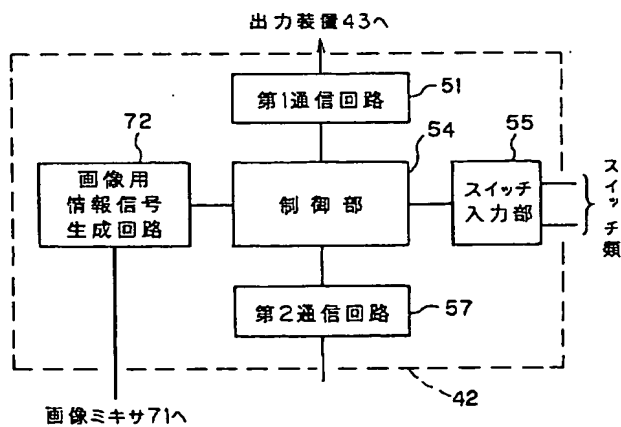 出力装置43へ
第1通信回路
51
72
54
55
画像用
情報信号
生成回路
制御部
スイッチ
入力部
スイッチ類
第2通信回路
57
42
画像ミキサ71へ